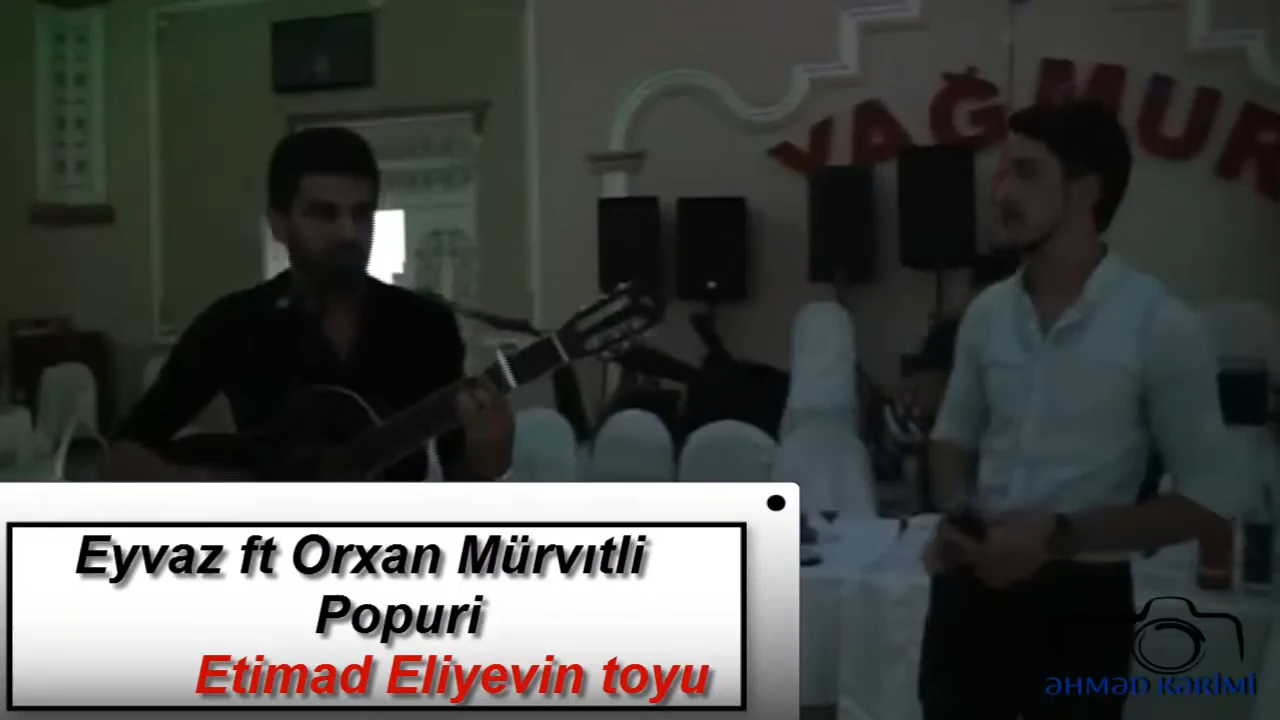 YAĞMUR
Eyvaz ft Orxan Mürvıtli
Popuri
Etimad Eliyevin toyu
ƏHMƏD KƏRİMİ